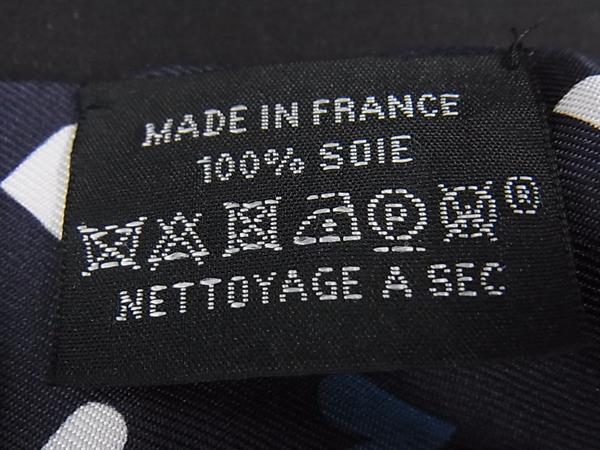 MADE IN FRANCE
100% SOIE
P W ®
NETTOYAGE A SEC